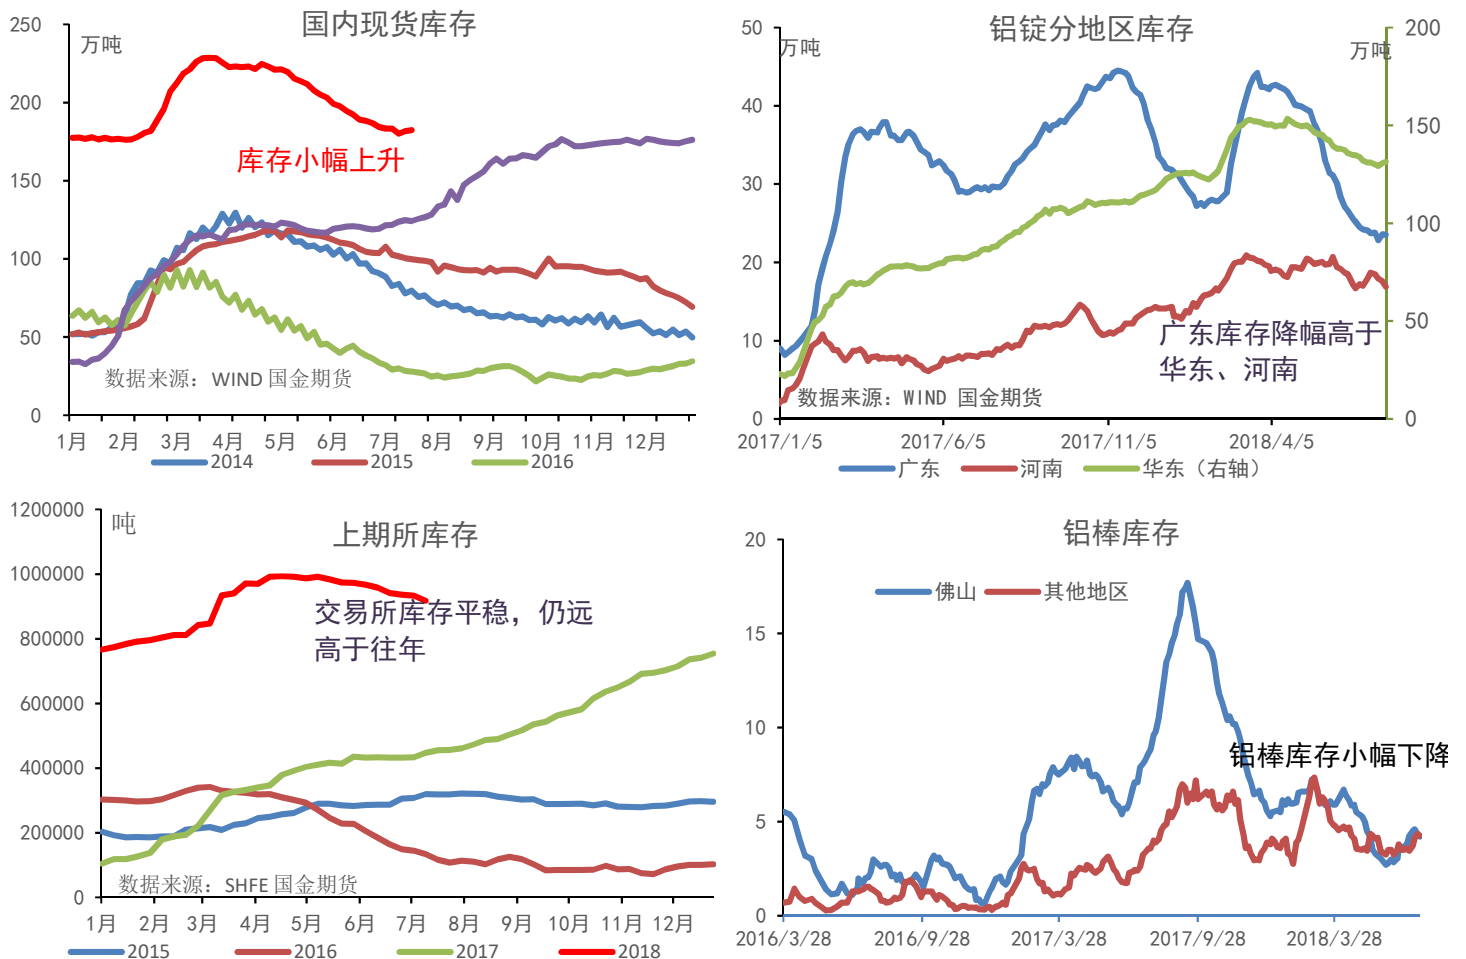 国内现货库存
万吨
250
200
150
100
50
0
库存小幅上升
数据来源：WIND 国金期货
1月 2月 3月 4月 5月 6月 7月 8月 9月 10月 11月 12月
2014 2015 2016
铝锭分地区库存
万吨
万吨
50
40
30
20
10
0
200
150
100
50
0
广东库存降幅高于
华东、河南
数据来源：WIND 国金期货
2017/1/5 2017/6/5 2017/11/5 2018/4/5
广东 河南 华东（右轴）
上期所库存
吨
1200000
1000000
800000
600000
400000
200000
0
交易所库存平稳，仍远
高于往年
数据来源：SHFE 国金期货
1月 2月 3月 4月 5月 6月 7月 8月 9月 10月 11月 12月
2015 2016 2017 2018
铝棒库存
20
15
10
5
0
佛山 其他地区
铝棒库存小幅下降
2016/3/28 2016/9/28 2017/3/28 2017/9/28 2018/3/28